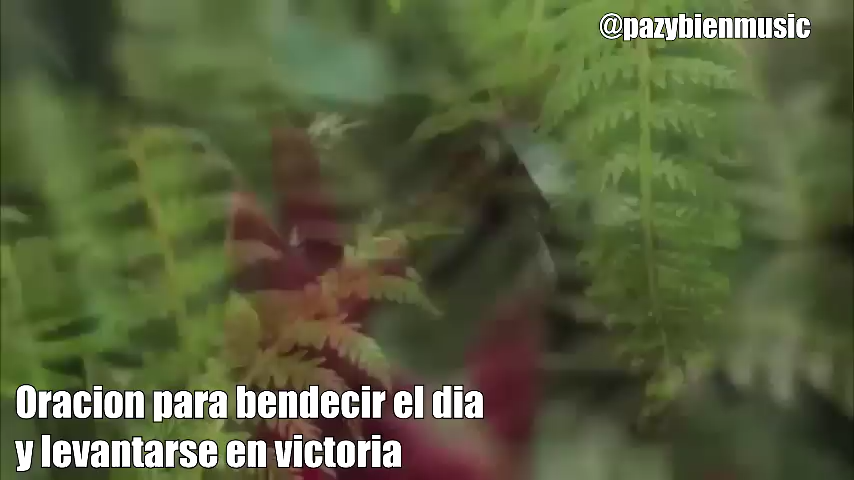 @pazybienmusic
Oracion para bendecir el dia
y levantarse en victoria